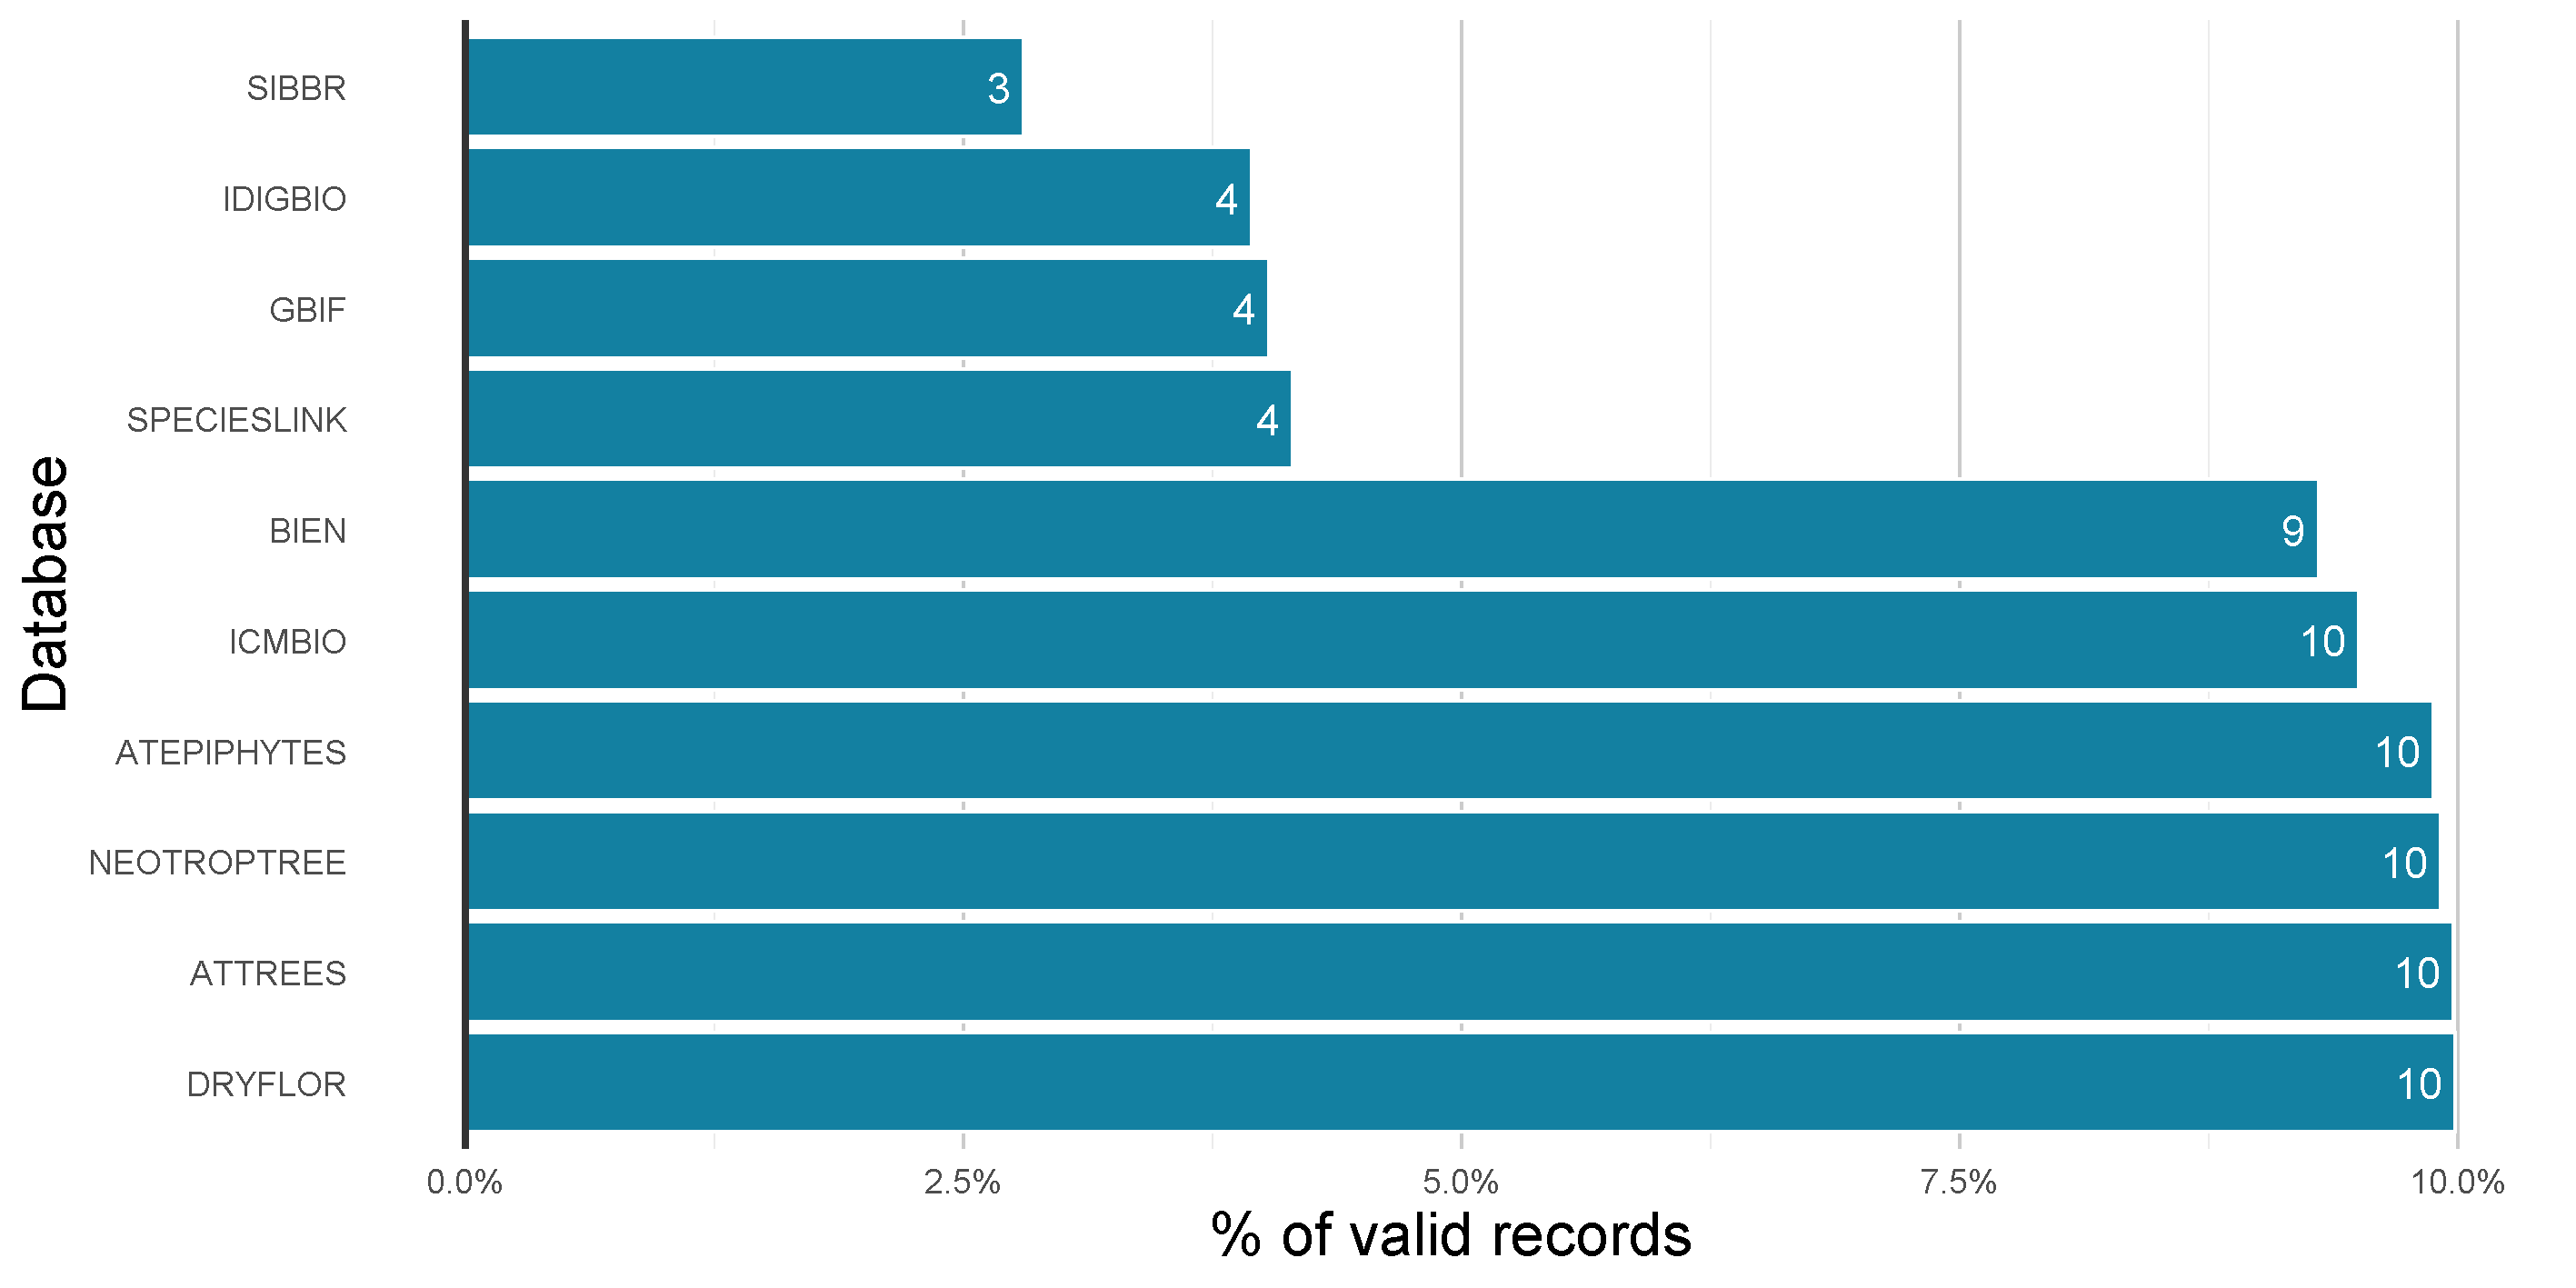 SIBBR 3
IDIGBIO 4
GBIF 4
SPECIESLINK 4
BIEN 9
ICMBIO 10
ATEPIPHYTES 10
NEOTROPTREE 10
ATTREES 10
DRYFLOR 10
Database
0.0% 2.5% 5.0% 7.5% 10.0%
% of valid records